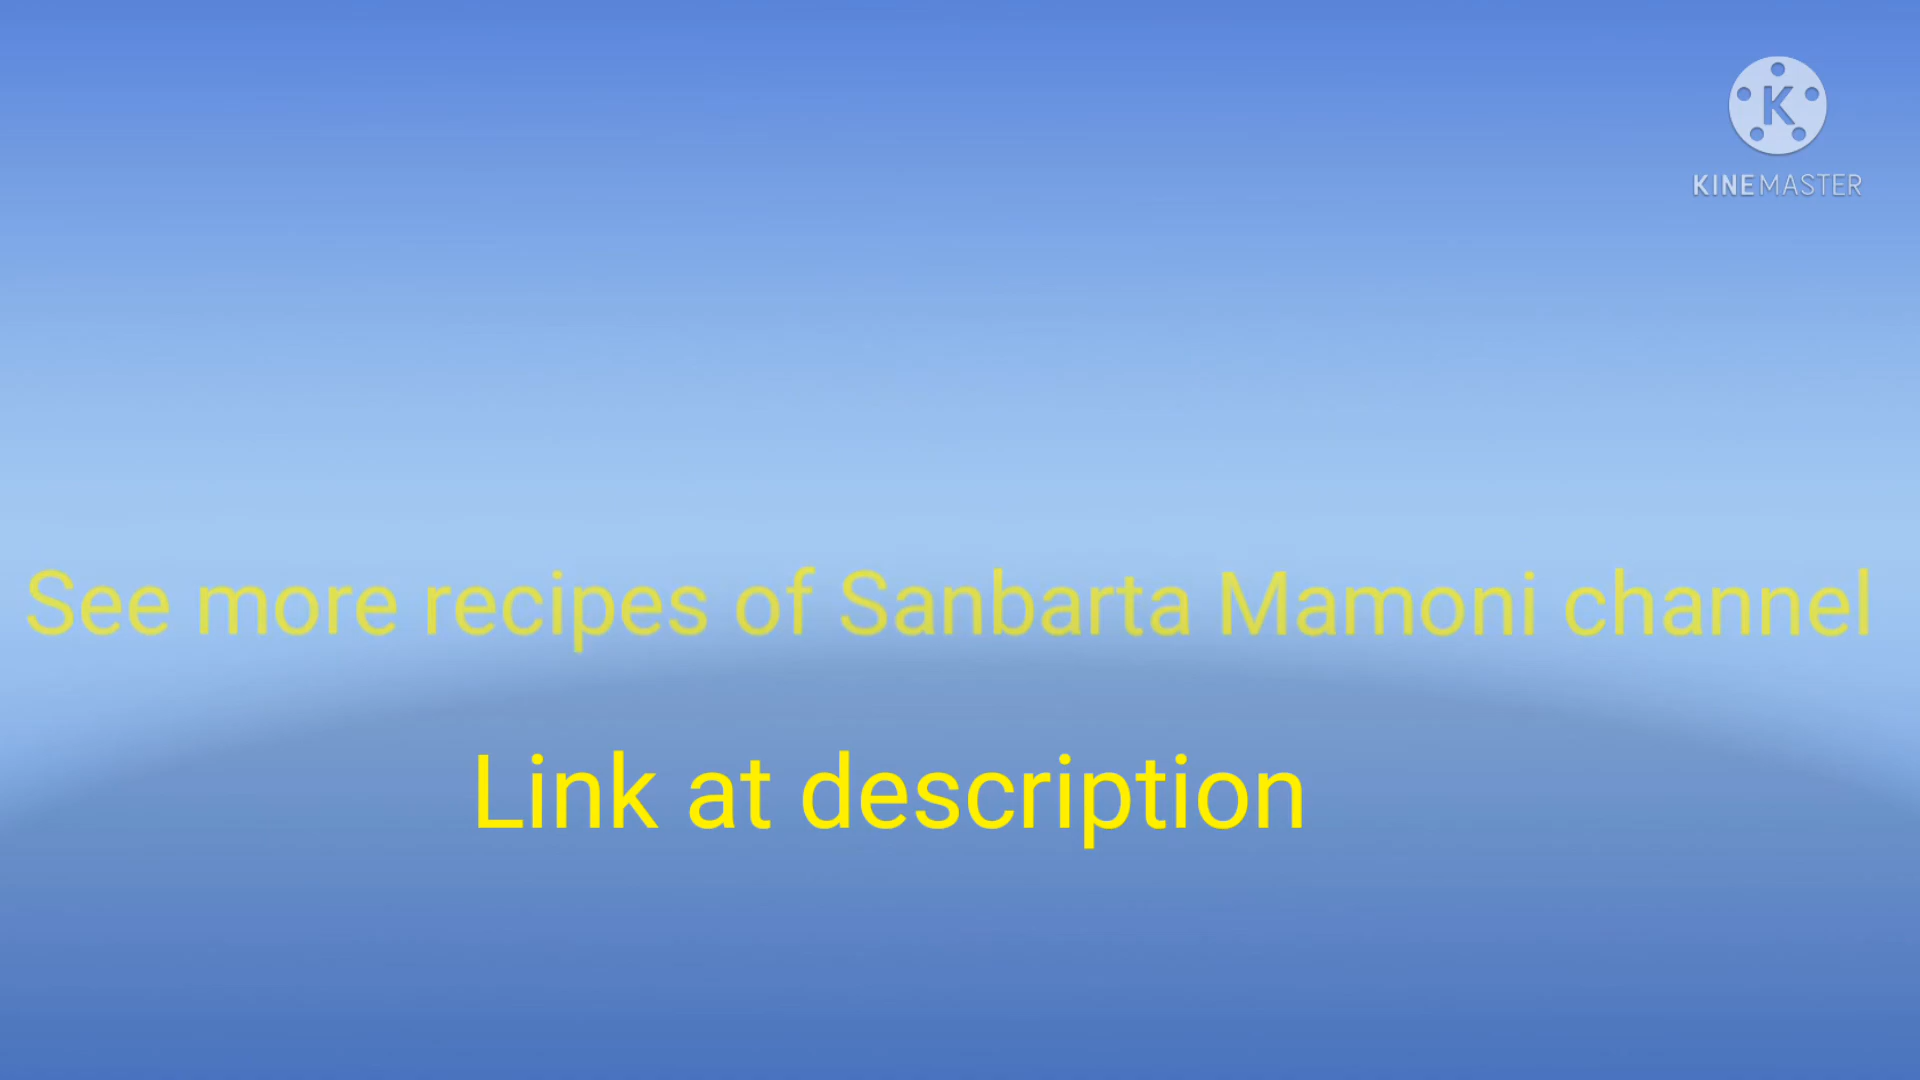 K
KINEMASTER
See more recipes of Sanbarta Mamoni channel
Link at description